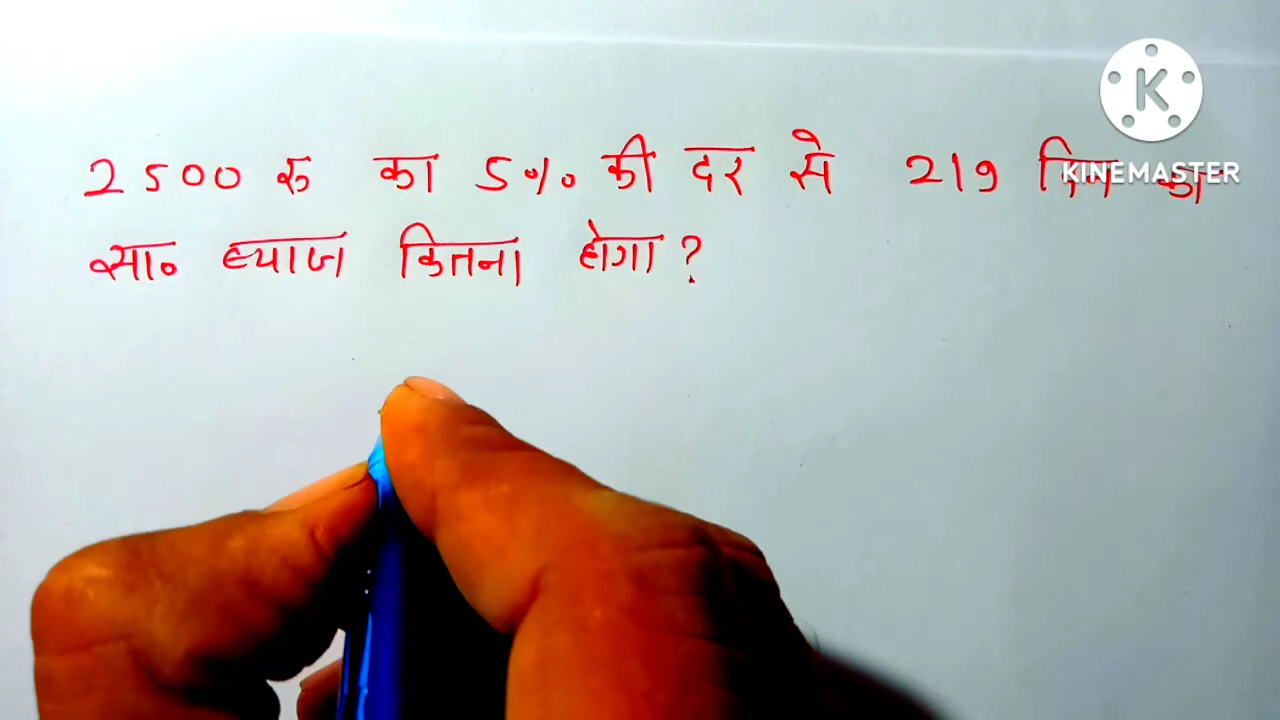 2500 रु का 5% की दर से 219 दिन का
सा० ब्याज कितना होगा ?
K
KINEMASTER